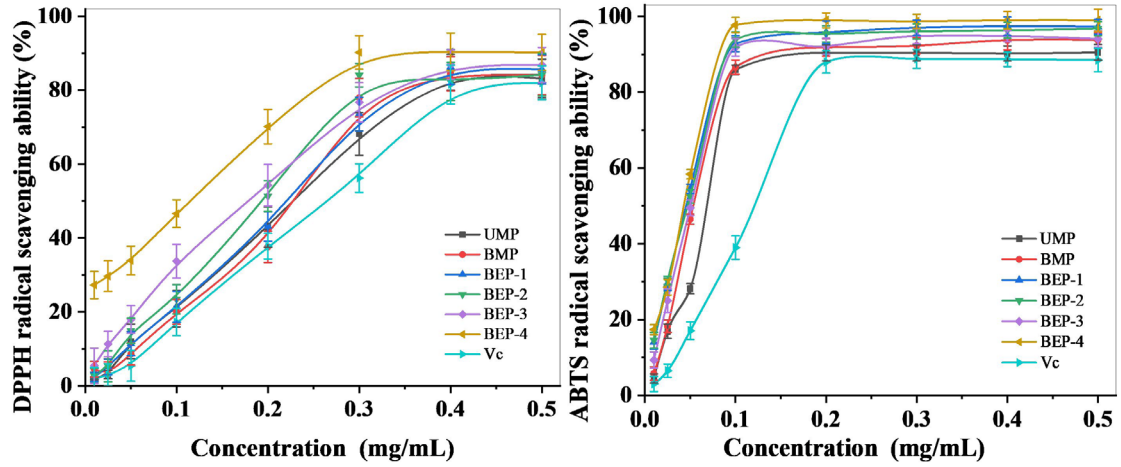 DPPH radical scavenging ability (%)
100
80
60
40
20
0
0.0
0.1
0.2
0.3
0.4
0.5
Concentration (mg/mL)
UMP
BMP
BEP-1
BEP-2
BEP-3
BEP-4
Vc
ABTS radical scavenging ability (%)
100
80
60
40
20
0
0.0
0.1
0.2
0.3
0.4
0.5
Concentration (mg/mL)
UMP
BMP
BEP-1
BEP-2
BEP-3
BEP-4
Vc